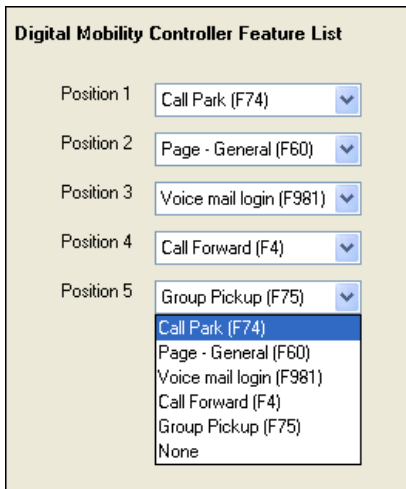 Digital Mobility Controller Feature List
Position 1 Call Park (F74)
Position 2 Page - General (F60)
Position 3 Voice mail login (F981)
Position 4 Call Forward (F4)
Position 5 Group Pickup (F75)
Call Park (F74)
Page - General (F60)
Voice mail login (F981)
Call Forward (F4)
Group Pickup (F75)
None